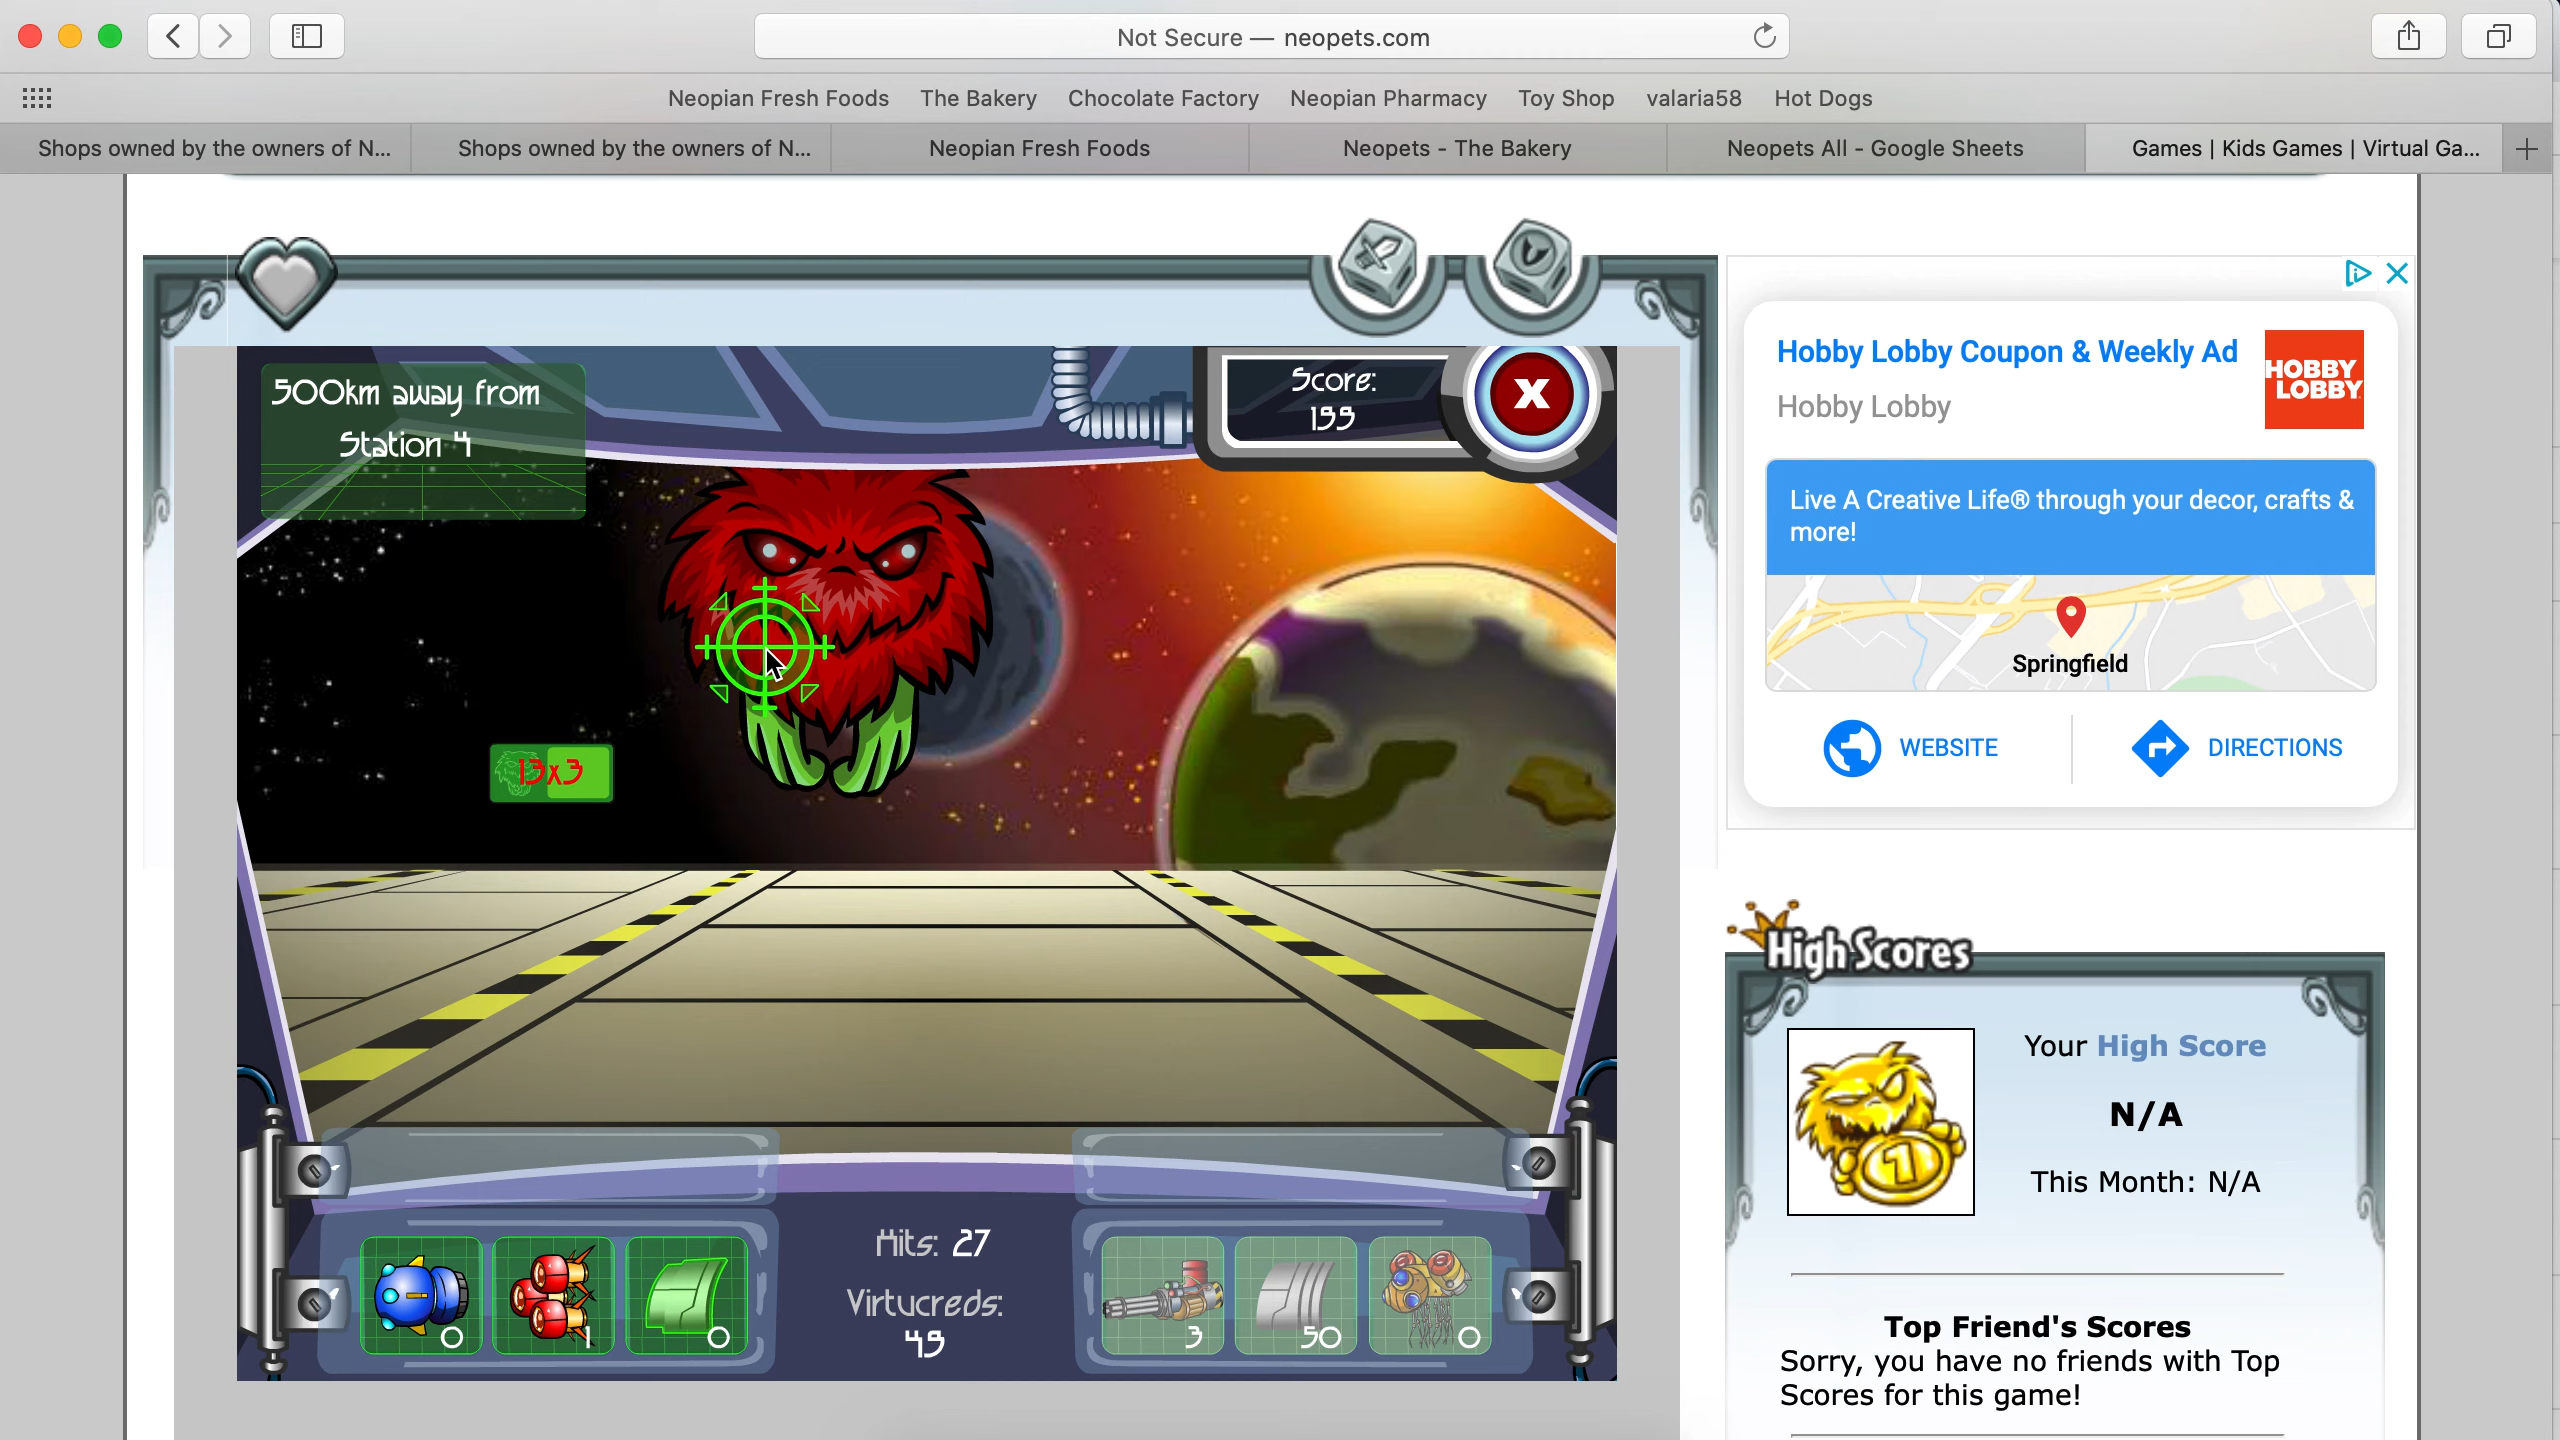 Not Secure — neopets.com
Neopian Fresh Foods
The Bakery
Chocolate Factory
Neopian Pharmacy
Toy Shop
valaria58
Hot Dogs
Shops owned by the owners of N...
Shops owned by the owners of N...
Neopian Fresh Foods
Neopets - The Bakery
Neopets All - Google Sheets
Games | Kids Games | Virtual Ga...
500km away from
Station 4
Score:
199
X
13x3
Hits: 27
Virtucreds:
49
0
1
0
3
50
0
Hobby Lobby Coupon & Weekly Ad
Hobby Lobby
HOBBY
LOBBY
Live A Creative Life® through your decor, crafts &
more!
Springfield
WEBSITE
DIRECTIONS
High Scores
1
Your High Score
N/A
This Month: N/A
Top Friend's Scores
Sorry, you have no friends with Top
Scores for this game!